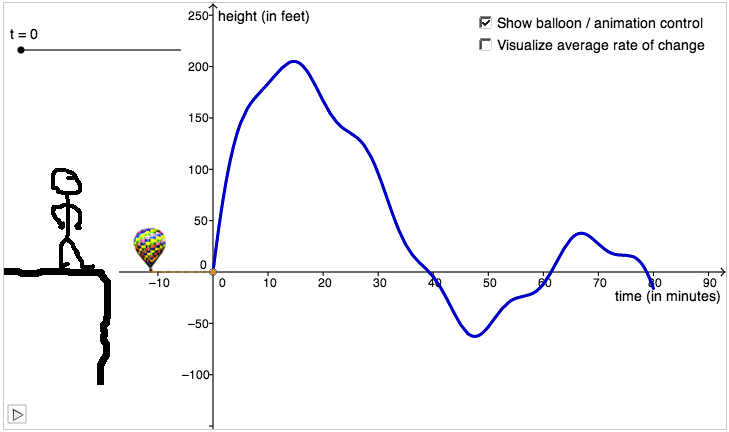 t = 0
height (in feet)
Show balloon / animation control
Visualize average rate of change
250
200
150
100
50
0
−50
−100
−10 0 10 20 30 40 50 60 70 80 90
time (in minutes)